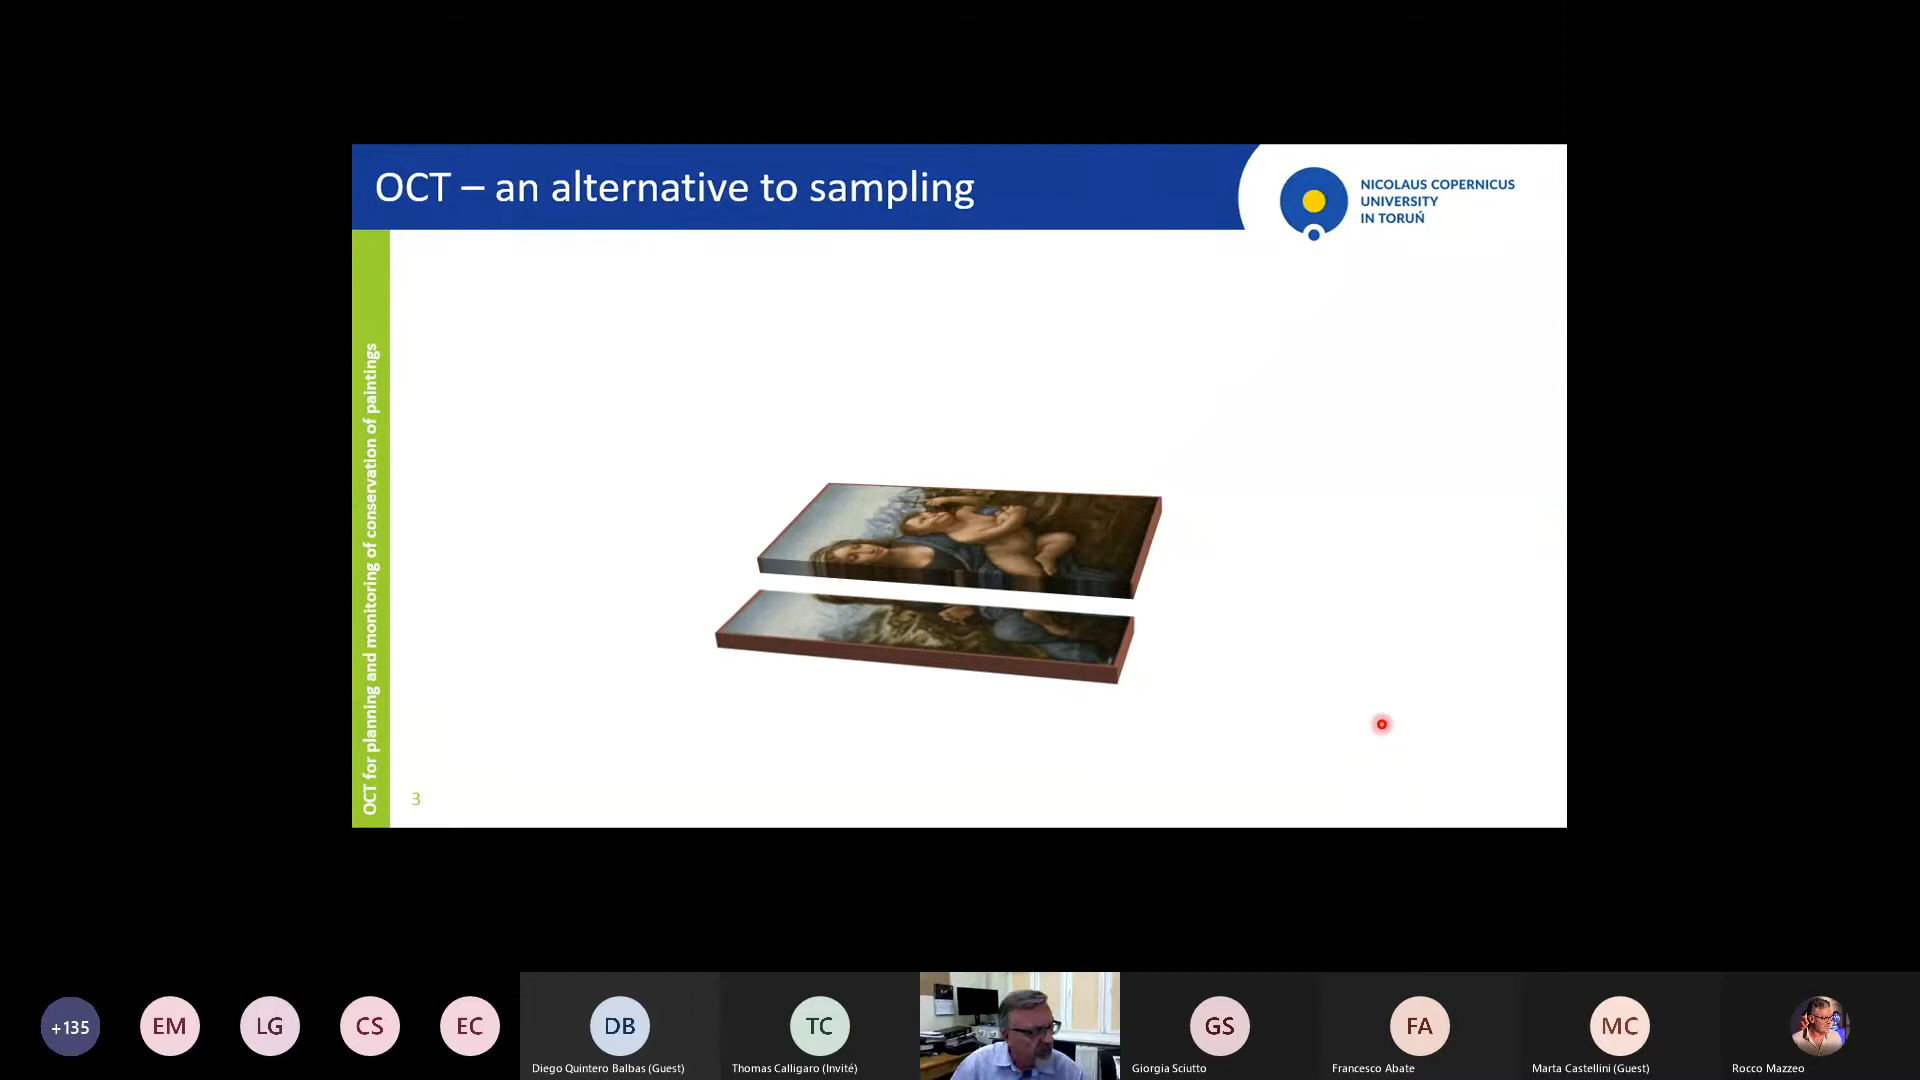 OCT – an alternative to sampling
NICOLAUS COPERNICUS
UNIVERSITY
IN TORUŃ
OCT for planning and monitoring of conservation of paintings
3
+135
EM
LG
CS
EC
DB
Diego Quintero Balbas (Guest)
TC
Thomas Calligaro (Invité)
GS
Giorgia Sciutto
FA
Francesco Abate
MC
Marta Castellini (Guest)
Rocco Mazzeo